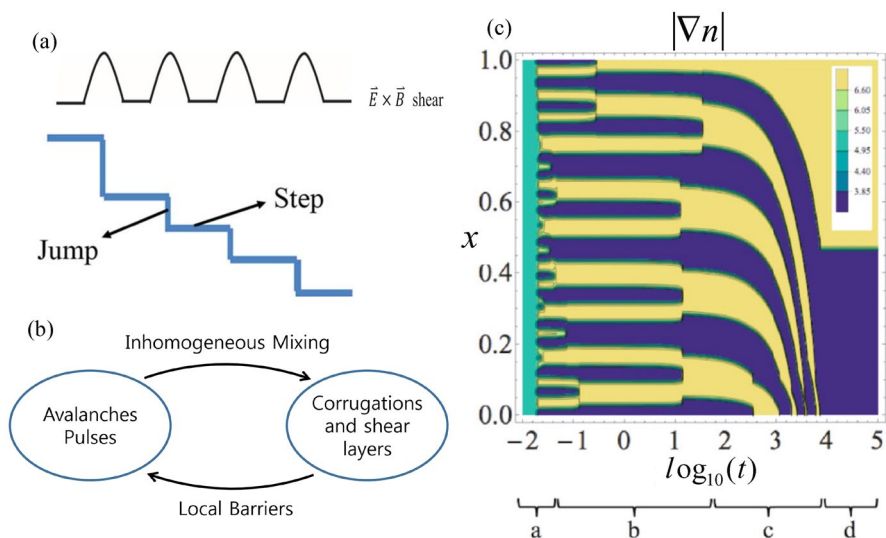 (a)
E × B shear
Step
Jump
(b)
Inhomogeneous Mixing
Avalanches
Pulses
Corrugations
and shear
layers
Local Barriers
(c)
|∇n|
1.0
0.8
0.6
0.4
0.2
0.0
x
6.60
6.05
5.50
4.95
4.40
3.85
−2 −1 0 1 2 3 4 5
log10(t)
a b c d